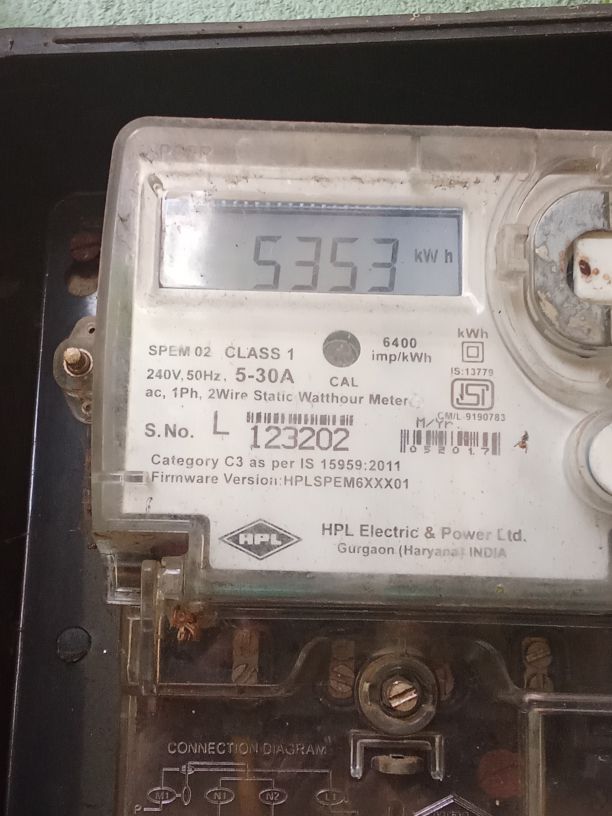 5353 kWh
SPEM 02 CLASS 1
6400
imp/kWh
kWh
240V,50Hz, 5-30A
CAL
IS:13779
ac, 1Ph, 2Wire Static Watthour Meter
CM/L-9190783
S.No. L 123202
M/Yr
052017
Category C3 as per IS 15959:2011
Firmware Version:HPLSPEM6XXX01
HPL
HPL Electric & Power Ltd.
Gurgaon (Haryana) INDIA
CONNECTION DIAGRAM
M1 N1 N2 L1
P